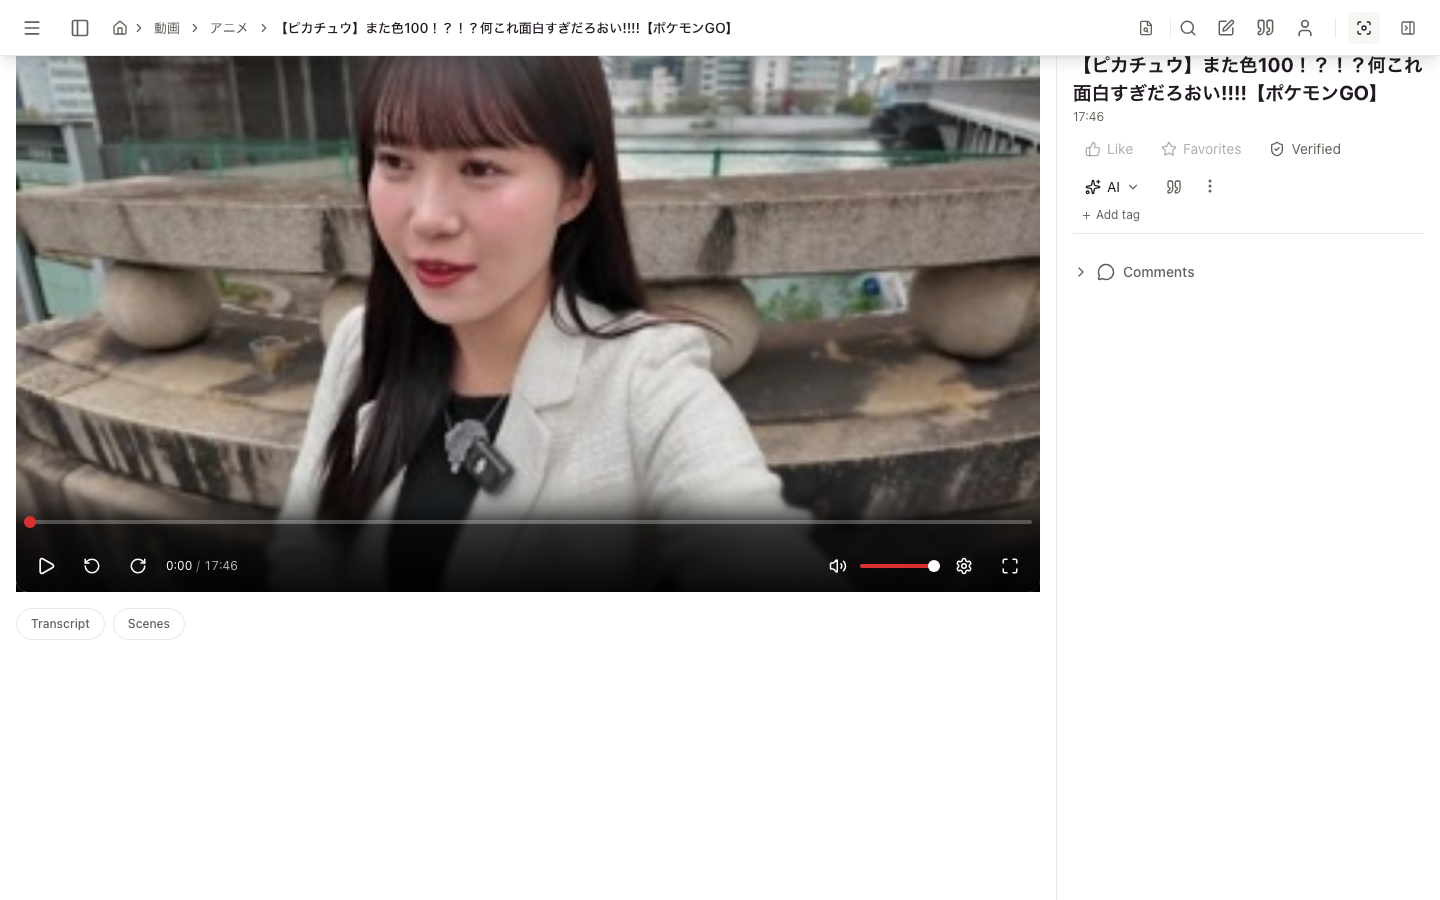 動画
アニメ
【ピカチュウ】また色100！？！？何これ面白すぎだろおい!!!!【ポケモンGO】
【ピカチュウ】また色100！？！？何これ
面白すぎだろおい!!!!【ポケモンGO】
17:46
Like
Favorites
Verified
AI
+ Add tag
Comments
0:00 / 17:46
Transcript
Scenes